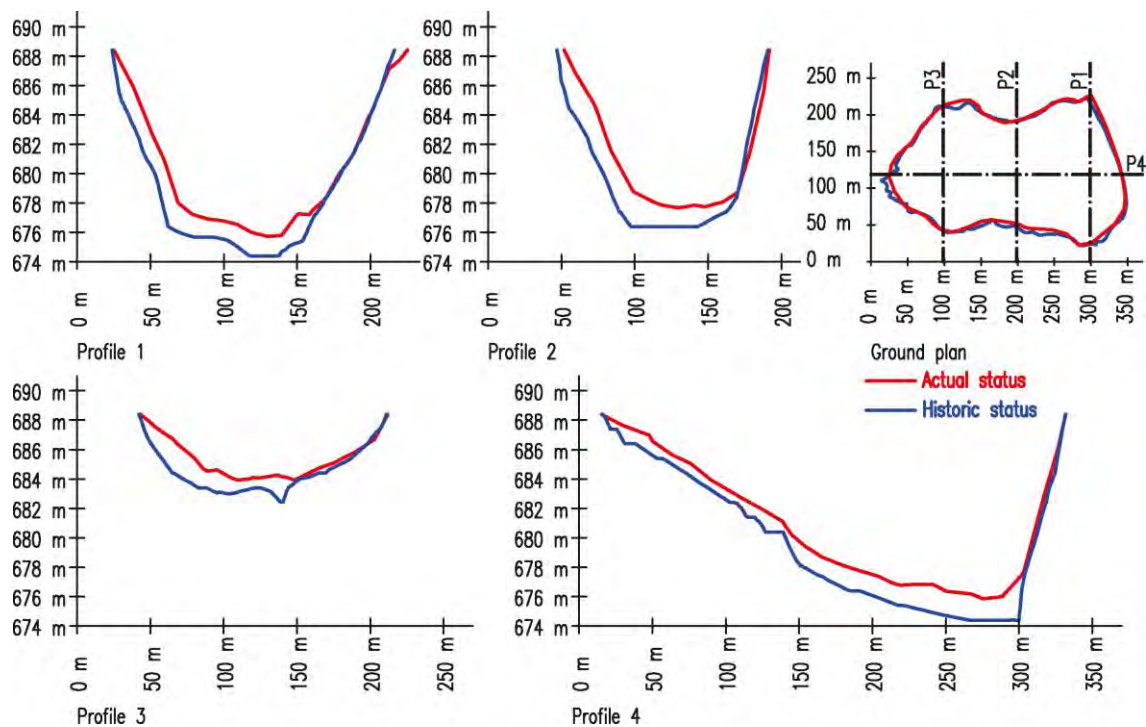 690 m
688 m
686 m
684 m
682 m
680 m
678 m
676 m
674 m
0 m
50 m
100 m
150 m
200 m
Profile 1
690 m
688 m
686 m
684 m
682 m
680 m
678 m
676 m
674 m
0 m
50 m
100 m
150 m
200 m
Profile 2
250 m
200 m
150 m
100 m
50 m
0 m
P3
P2
P1
P4
0 m
50 m
100 m
150 m
200 m
250 m
300 m
350 m
Ground plan
Actual status
Historic status
690 m
688 m
686 m
684 m
682 m
680 m
678 m
676 m
674 m
0 m
50 m
100 m
150 m
200 m
250 m
Profile 3
690 m
688 m
686 m
684 m
682 m
680 m
678 m
676 m
674 m
0 m
50 m
100 m
150 m
200 m
250 m
300 m
350 m
Profile 4